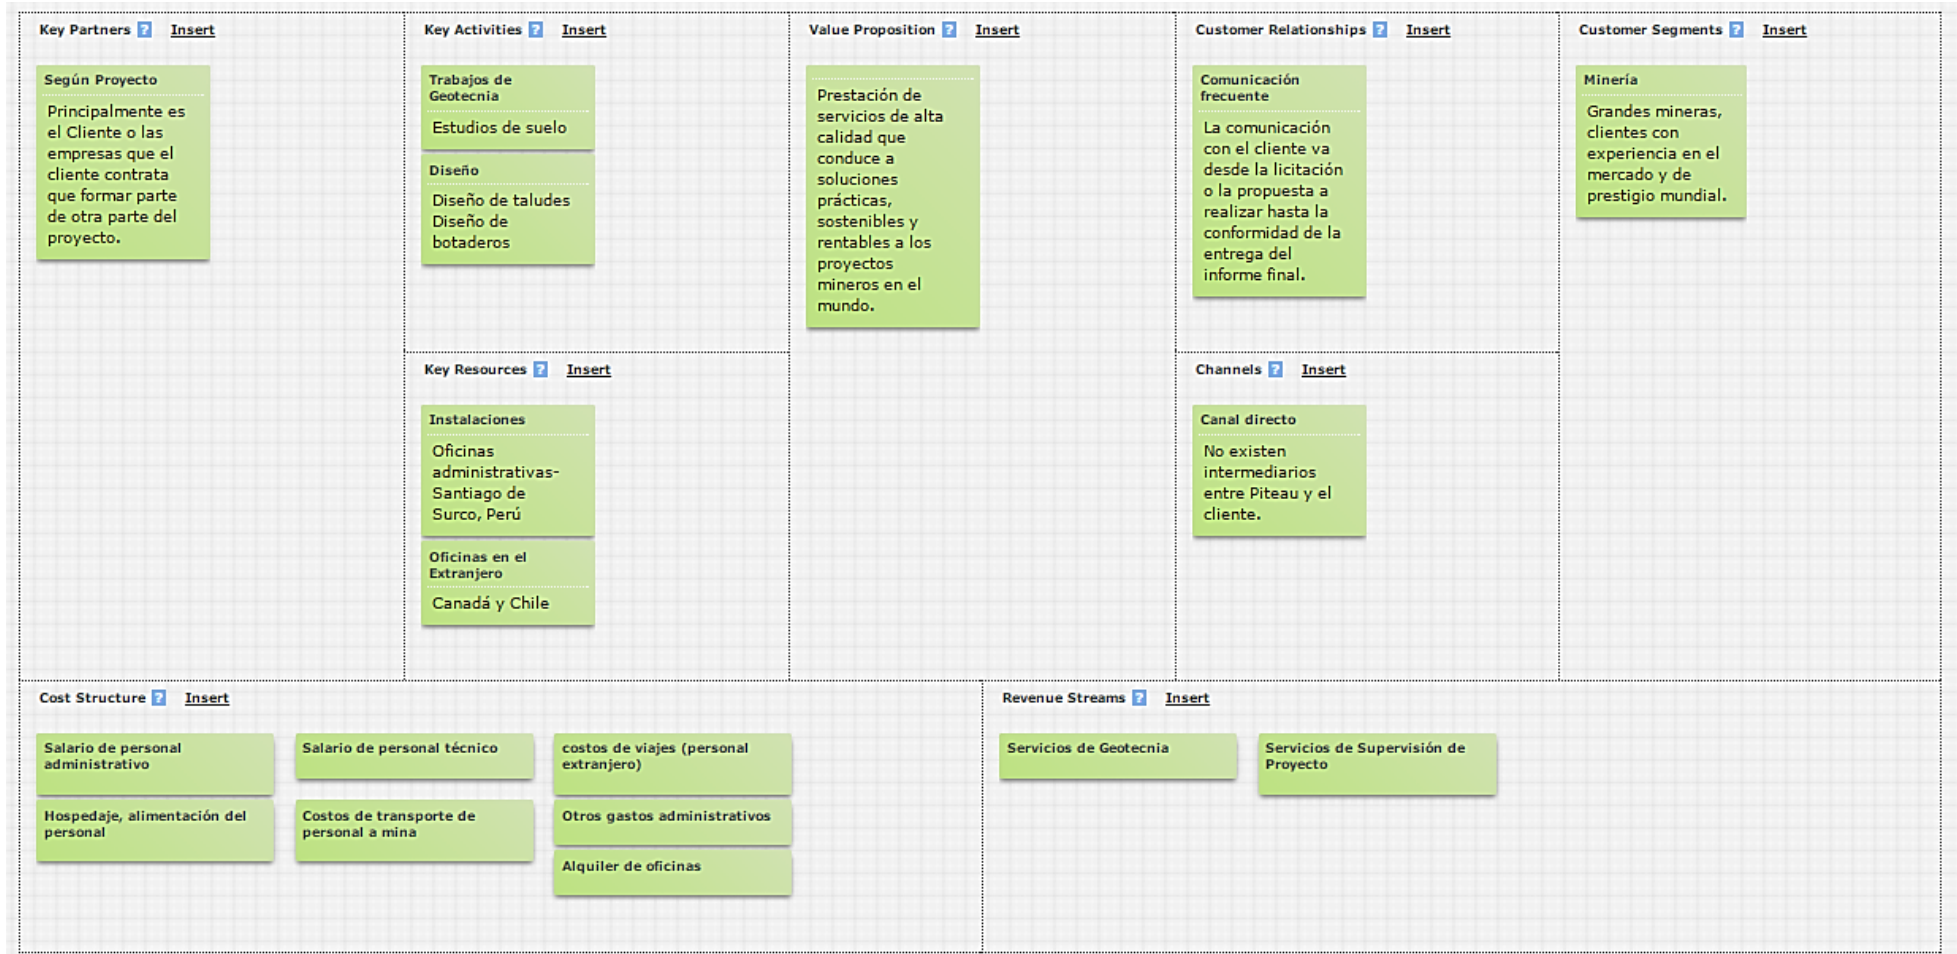 Key Partners ? Insert
Según Proyecto
Principalmente es
el Cliente o las
empresas que el
cliente contrata
que formar parte
de otra parte del
proyecto.
Key Activities ? Insert
Trabajos de
Geotecnia
Estudios de suelo
Diseño
Diseño de taludes
Diseño de
botaderos
Key Resources ? Insert
Instalaciones
Oficinas
administrativas-
Santiago de
Surco, Perú
Oficinas en el
Extranjero
Canadá y Chile
Value Proposition ? Insert
Prestación de
servicios de alta
calidad que
conduce a
soluciones
prácticas,
sostenibles y
rentables a los
proyectos
mineros en el
mundo.
Customer Relationships ? Insert
Comunicación
frecuente
La comunicación
con el cliente va
desde la licitación
o la propuesta a
realizar hasta la
conformidad de la
entrega del
informe final.
Channels ? Insert
Canal directo
No existen
intermediarios
entre Piteau y el
cliente.
Customer Segments ? Insert
Minería
Grandes mineras,
clientes con
experiencia en el
mercado y de
prestigio mundial.
Cost Structure ? Insert
Salario de personal
administrativo
Salario de personal técnico
costos de viajes (personal
extranjero)
Hospedaje, alimentación del
personal
Costos de transporte de
personal a mina
Otros gastos administrativos
Alquiler de oficinas
Revenue Streams ? Insert
Servicios de Geotecnia
Servicios de Supervisión de
Proyecto